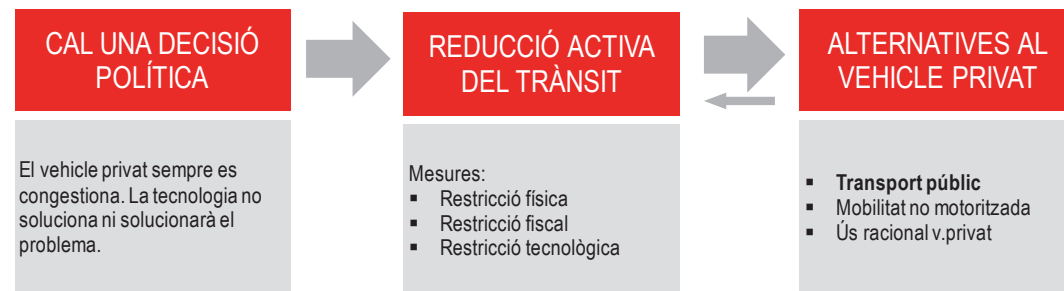 CAL UNA DECISIÓ
POLÍTICA
El vehicle privat sempre es
congestiona. La tecnologia no
soluciona ni solucionarà el
problema.
REDUCCIÓ ACTIVA
DEL TRÀNSIT
Mesures:
▪ Restricció física
▪ Restricció fiscal
▪ Restricció tecnològica
ALTERNATIVES AL
VEHICLE PRIVAT
▪ Transport públic
▪ Mobilitat no motoritzada
▪ Ús racional v.privat